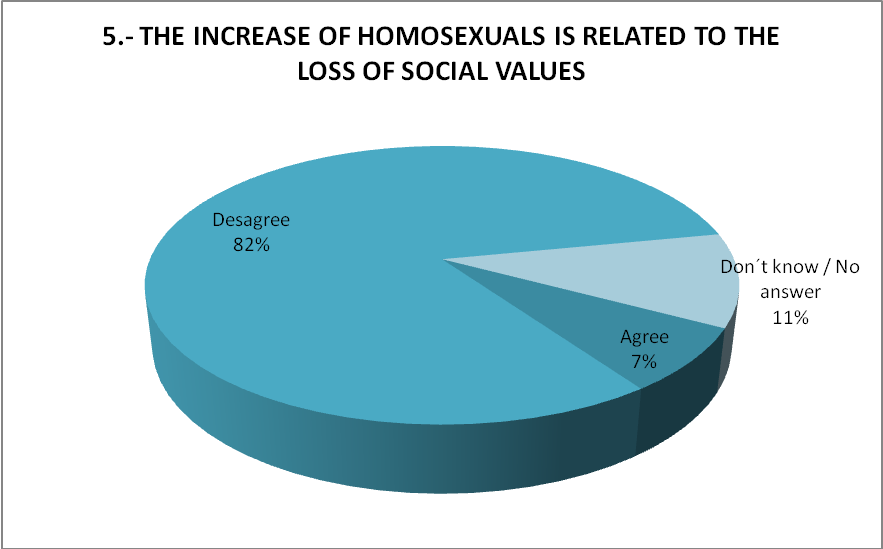 5.- THE INCREASE OF HOMOSEXUALS IS RELATED TO THE
LOSS OF SOCIAL VALUES
Desagree
82%
Don´t know / No
answer
11%
Agree
7%